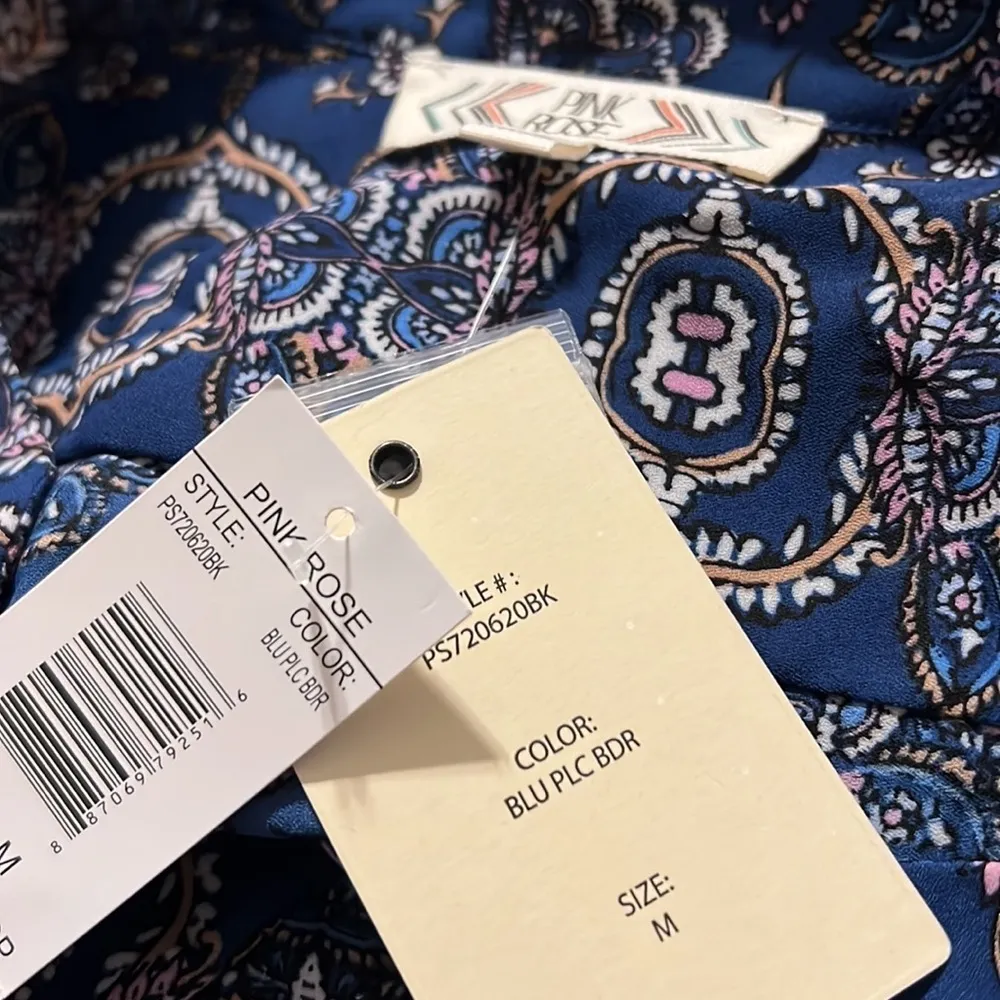 PINK
ROSE
PINK ROSE
STYLE:
PS720620BK
COLOR:
BLU PLC BDR
8 87069 79251 6
M
STYLE #:
PS720620BK
COLOR:
BLU PLC BDR
SIZE:
M